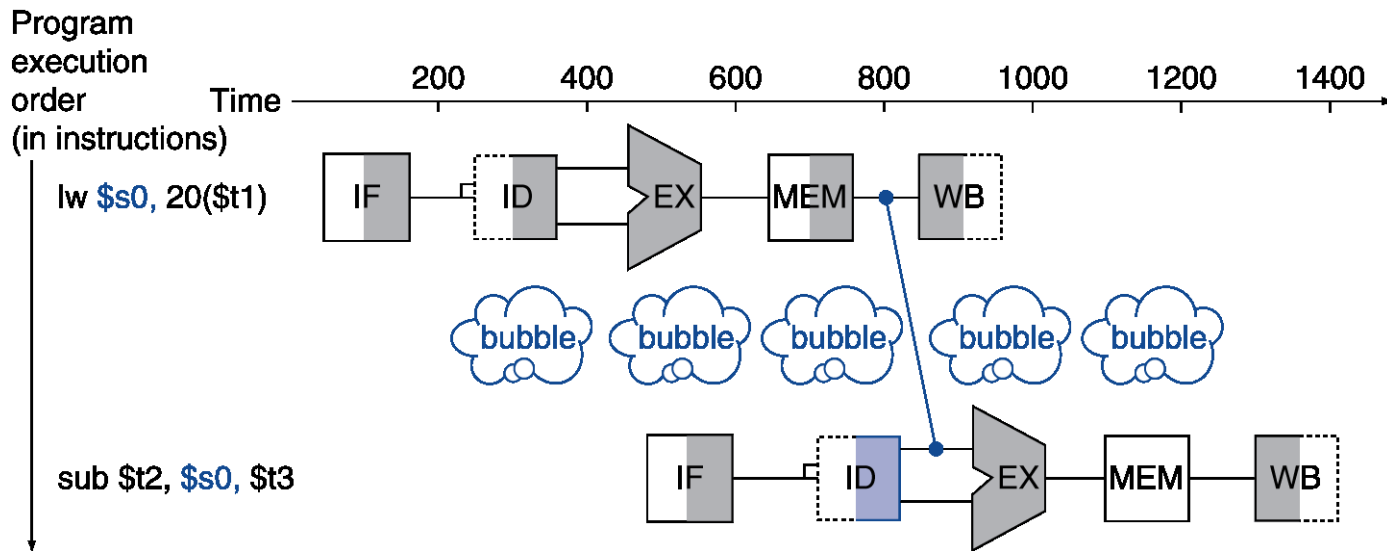 Program
execution
order
(in instructions)
Time
200 400 600 800 1000 1200 1400
lw $s0, 20($t1)
IF ID EX MEM WB
bubble bubble bubble bubble bubble
sub $t2, $s0, $t3
IF ID EX MEM WB